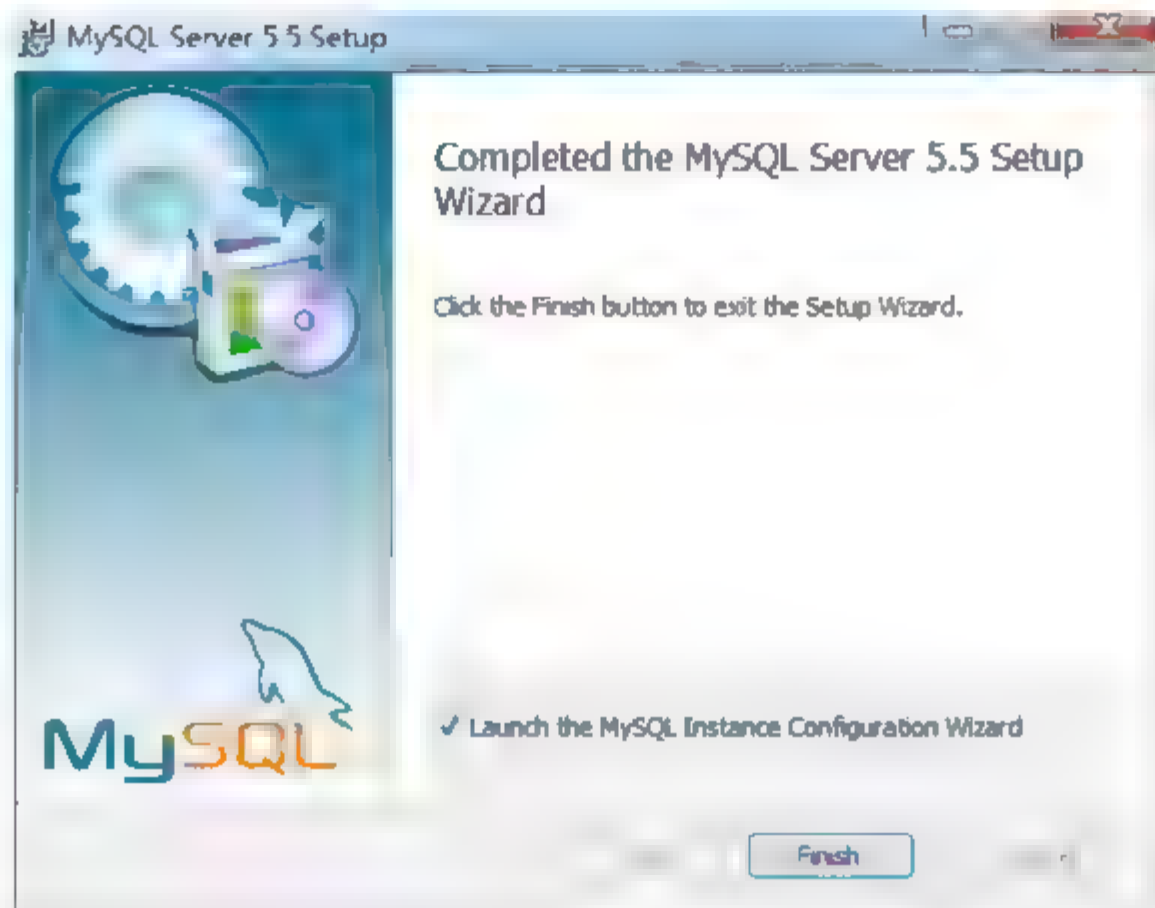 MySQL Server 5.5 Setup
Completed the MySQL Server 5.5 Setup
Wizard
Click the Finish button to exit the Setup Wizard.
Launch the MySQL Instance Configuration Wizard
MySQL
Finish